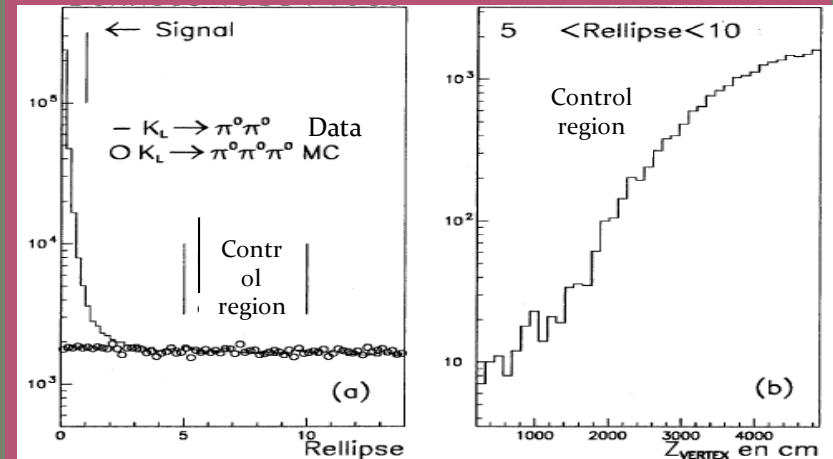 ← Signal
10⁵
— K_L → π⁰π⁰ Data
O K_L → π⁰π⁰π⁰ MC
10⁴
Contr
ol
region
10³
(a)
0 5 10
Rellipse
5 <Rellipse<10
10³
Control
region
10²
10
(b)
1000 2000 3000 4000
Z_VERTEX en cm